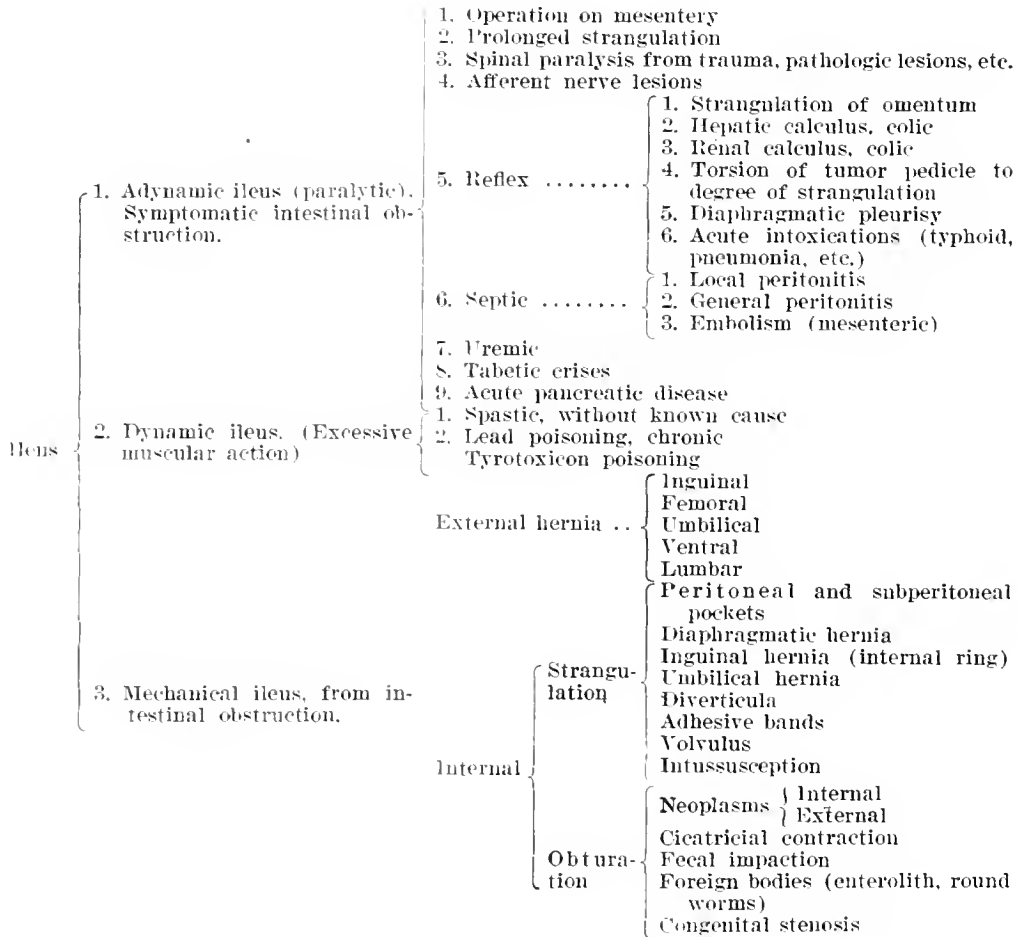 1. Operation on mesentery
2. Prolonged strangulation
3. Spinal paralysis from trauma, pathologic lesions, etc.
4. Afferent nerve lesions
1. Strangulation of omentum
2. Hepatic calculus, colic
3. Renal calculus, colic
5. Reflex ........
4. Torsion of tumor pedicle to
degree of strangulation
5. Diaphragmatic pleurisy
6. Acute intoxications (typhoid,
pneumonia, etc.)
1. Adynamic ileus (paralytic).
Symptomatic intestinal ob-
struction.
6. Septic ........
1. Local peritonitis
2. General peritonitis
3. Embolism (mesenteric)
7. Uremic
8. Tabetic crises
9. Acute pancreatic disease
Ileus
2. Dynamic ileus. (Excessive
muscular action)
1. Spastic, without known cause
2. Lead poisoning, chronic
Tyrotoxicon poisoning
External hernia ..
Inguinal
Femoral
Umbilical
Ventral
Lumbar
3. Mechanical ileus, from in-
testinal obstruction.
Internal
Strangu-
lation
Peritoneal and subperitoneal
pockets
Diaphragmatic hernia
Inguinal hernia (internal ring)
Umbilical hernia
Diverticula
Adhesive bands
Volvulus
Intussusception
Obtura-
tion
Neoplasms
Internal
External
Cicatricial contraction
Fecal impaction
Foreign bodies (enterolith, round
worms)
Congenital stenosis